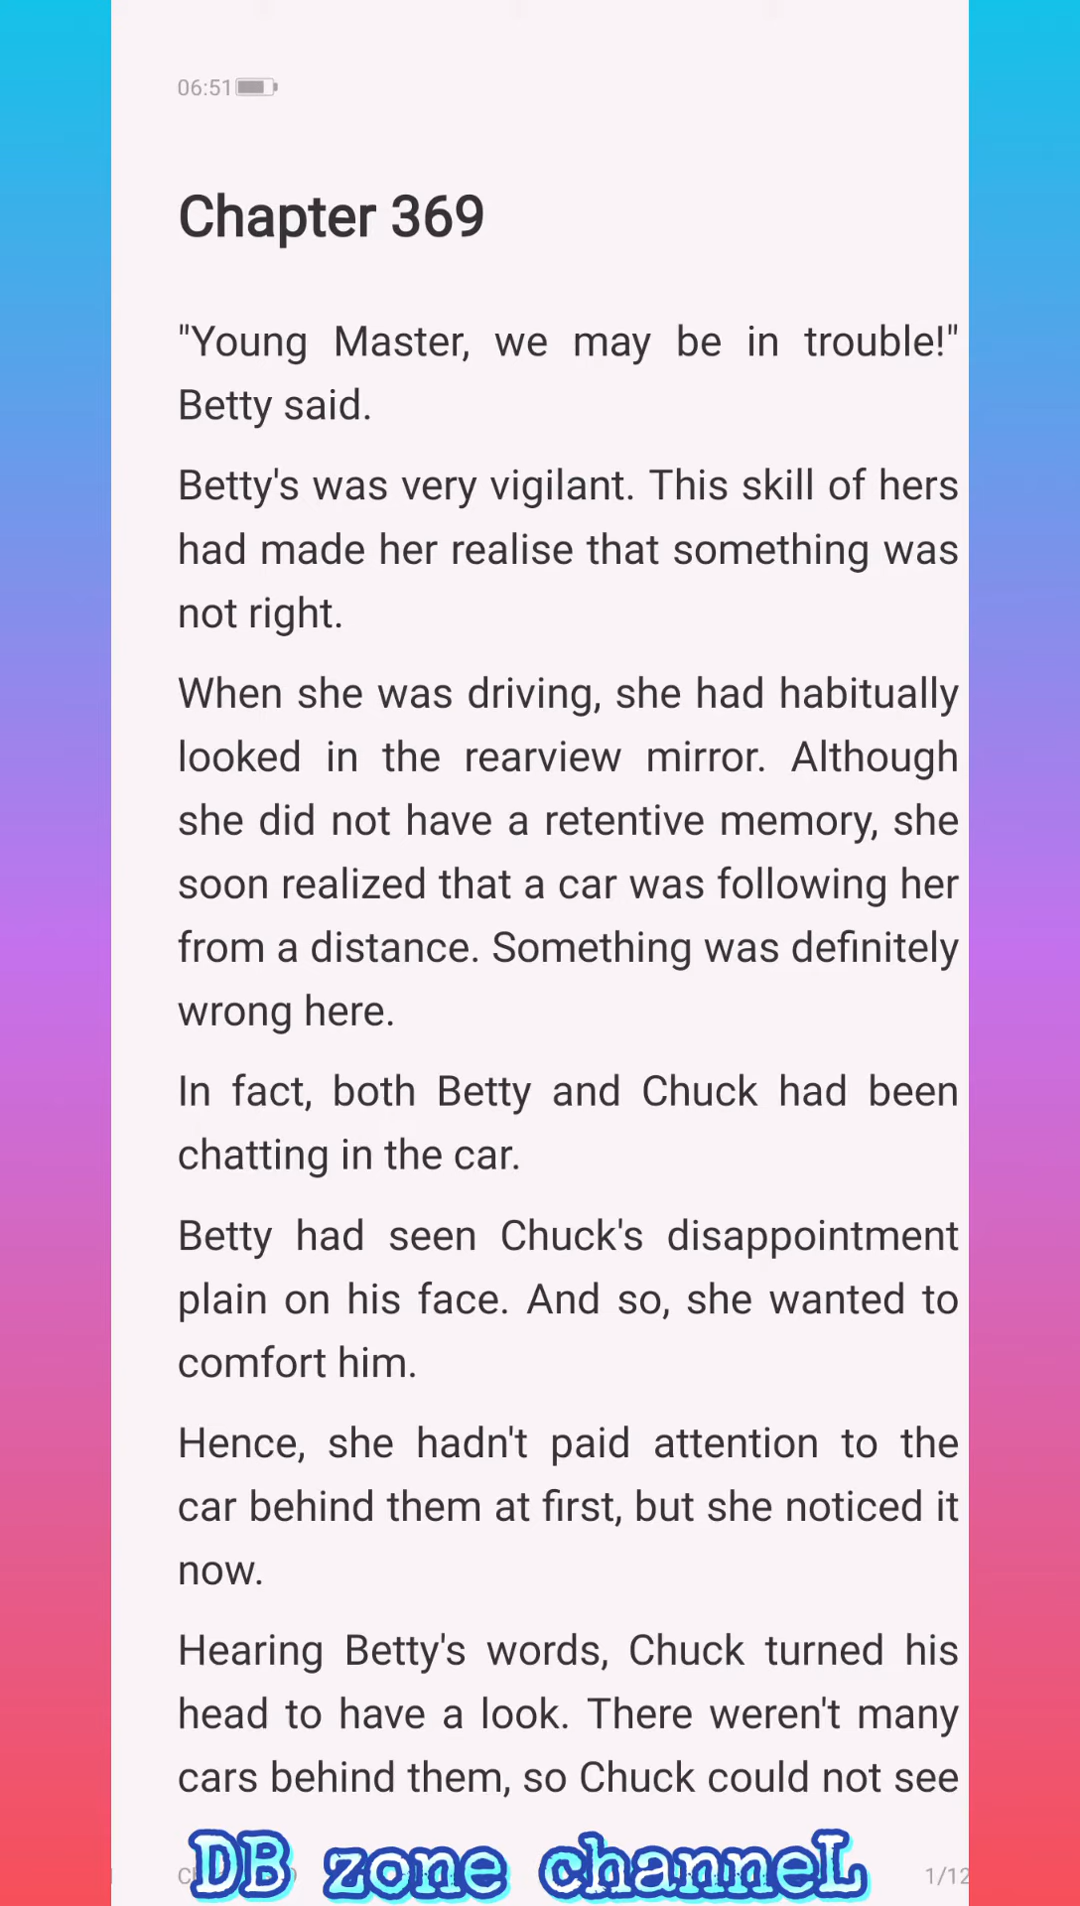 06:51
Chapter 369
"Young Master, we may be in trouble!"
Betty said.
Betty's was very vigilant. This skill of hers
had made her realise that something was
not right.
When she was driving, she had habitually
looked in the rearview mirror. Although
she did not have a retentive memory, she
soon realized that a car was following her
from a distance. Something was definitely
wrong here.
In fact, both Betty and Chuck had been
chatting in the car.
Betty had seen Chuck's disappointment
plain on his face. And so, she wanted to
comfort him.
Hence, she hadn't paid attention to the
car behind them at first, but she noticed it
now.
Hearing Betty's words, Chuck turned his
head to have a look. There weren't many
cars behind them, so Chuck could not see
DB zone channeL
1/12